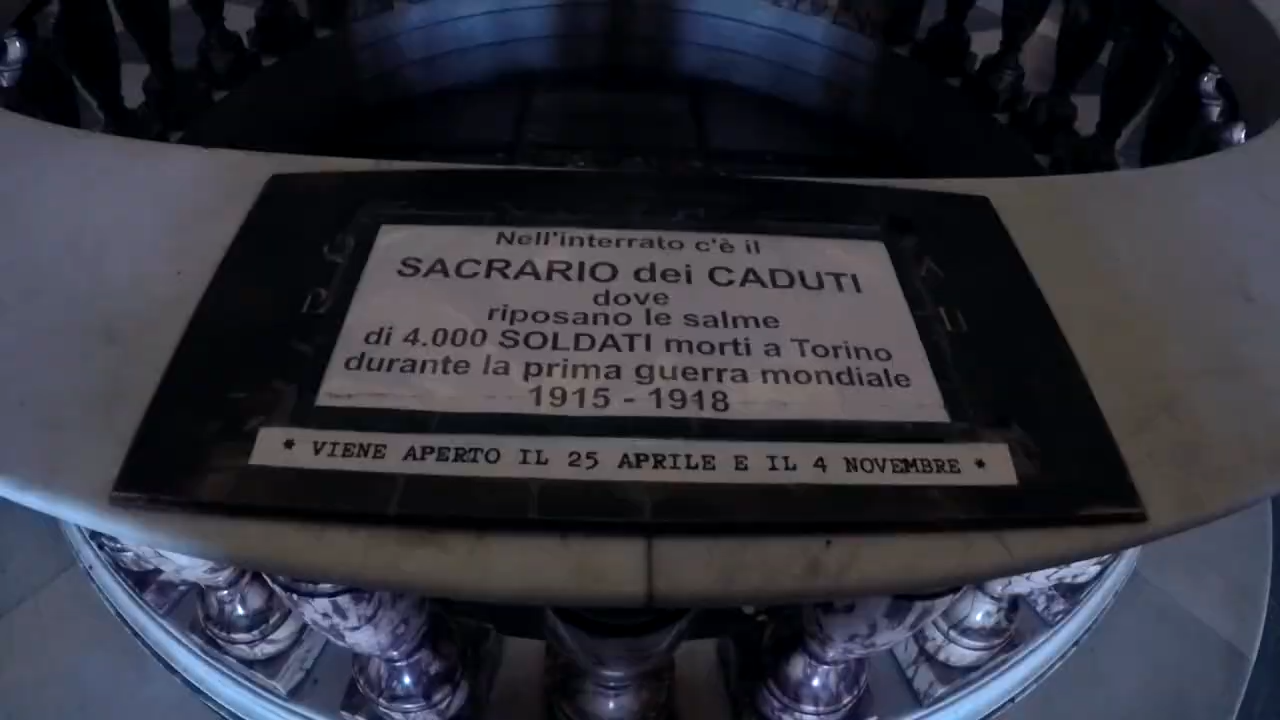 Nell'interrato c'è il
SACRARIO dei CADUTI
dove
riposano le salme
di 4.000 SOLDATI morti a Torino
durante la prima guerra mondiale
1915 - 1918
* VIENE APERTO IL 25 APRILE E IL 4 NOVEMBRE *